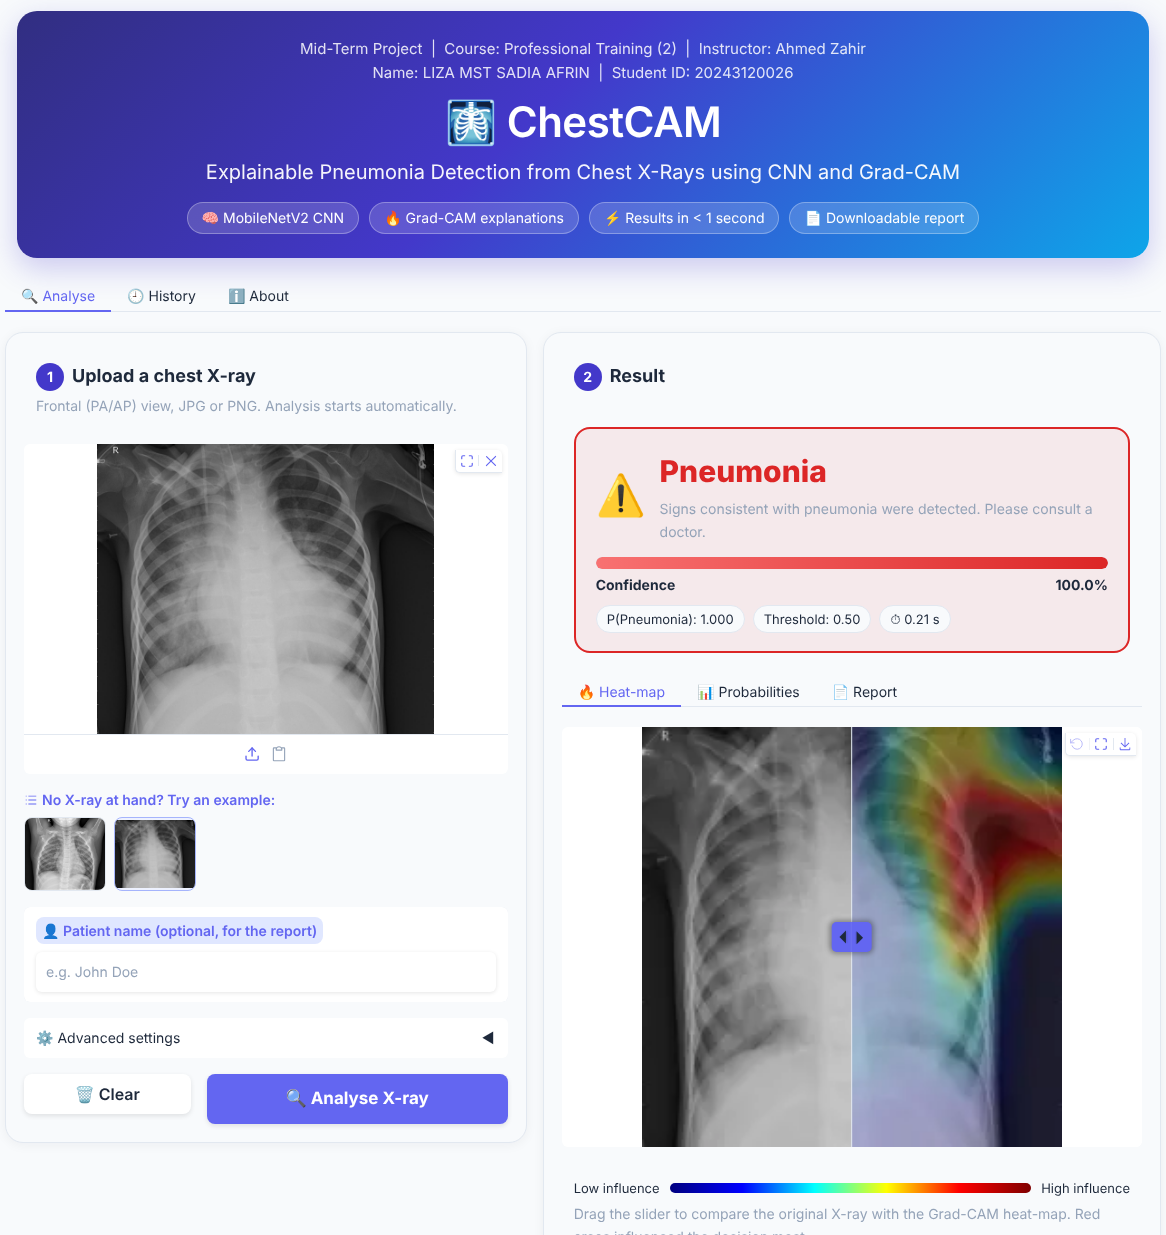 Mid-Term Project | Course: Professional Training (2) | Instructor: Ahmed Zahir
Name: LIZA MST SADIA AFRIN | Student ID: 20243120026
ChestCAM
Explainable Pneumonia Detection from Chest X-Rays using CNN and Grad-CAM
🧠 MobileNetV2 CNN
🔥 Grad-CAM explanations
⚡ Results in < 1 second
📄 Downloadable report
🔍 Analyse
🕘 History
ℹ️ About
1 Upload a chest X-ray
Frontal (PA/AP) view, JPG or PNG. Analysis starts automatically.
R
No X-ray at hand? Try an example:
👤 Patient name (optional, for the report)
e.g. John Doe
⚙️ Advanced settings
🗑️ Clear
🔍 Analyse X-ray
2 Result
Pneumonia
Signs consistent with pneumonia were detected. Please consult a
doctor.
Confidence 100.0%
P(Pneumonia): 1.000
Threshold: 0.50
⏱ 0.21 s
🔥 Heat-map
📊 Probabilities
📄 Report
R
Low influence
High influence
Drag the slider to compare the original X-ray with the Grad-CAM heat-map. Red
areas influenced the decision most.